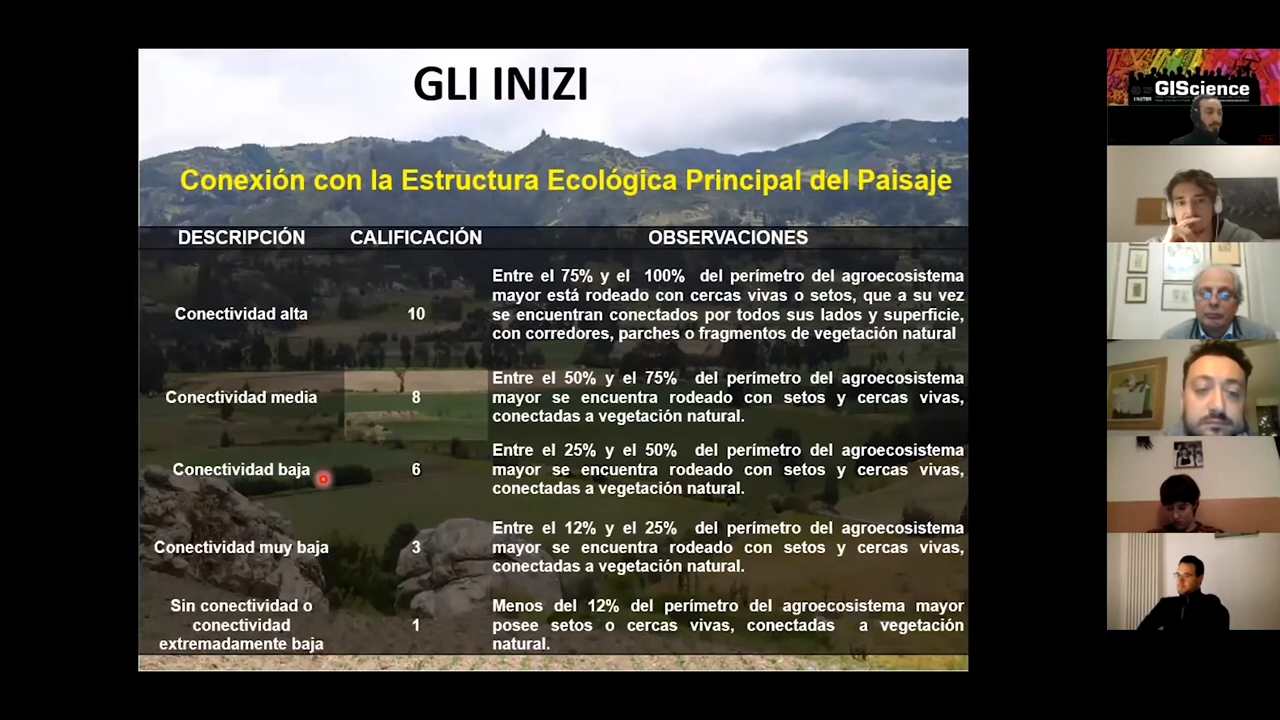 GLI INIZI
Conexión con la Estructura Ecológica Principal del Paisaje
DESCRIPCIÓN CALIFICACIÓN OBSERVACIONES
Conectividad alta 10
Entre el 75% y el 100% del perímetro del agroecosistema
mayor está rodeado con cercas vivas o setos, que a su vez
se encuentran conectados por todos sus lados y superficie,
con corredores, parches o fragmentos de vegetación natural
Conectividad media 8
Entre el 50% y el 75% del perímetro del agroecosistema
mayor se encuentra rodeado con setos y cercas vivas,
conectadas a vegetación natural.
Conectividad baja 6
Entre el 25% y el 50% del perímetro del agroecosistema
mayor se encuentra rodeado con setos y cercas vivas,
conectadas a vegetación natural.
Conectividad muy baja 3
Entre el 12% y el 25% del perímetro del agroecosistema
mayor se encuentra rodeado con setos y cercas vivas,
conectadas a vegetación natural.
Sin conectividad o
conectividad
extremadamente baja
1
Menos del 12% del perímetro del agroecosistema mayor
posee setos o cercas vivas, conectadas a vegetación
natural.
GIScience